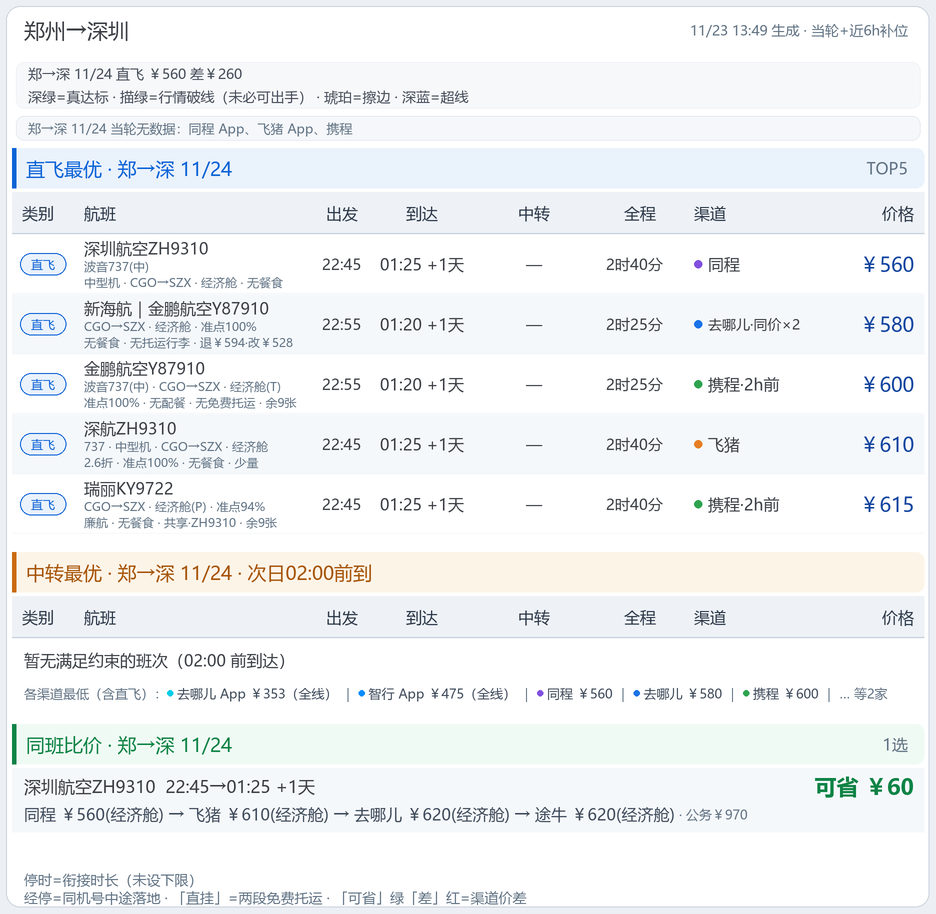 郑州→深圳
11/23 13:49 生成 · 当轮+近6h补位
郑→深 11/24 直飞 ￥560 差￥260
深绿=真达标 · 描绿=行情破线（未必可出手） · 琥珀=擦边 · 深蓝=超线
郑→深 11/24 当轮无数据：同程 App、飞猪 App、携程
直飞最优 · 郑→深 11/24 TOP5
类别 航班 出发 到达 中转 全程 渠道 价格
深圳航空ZH9310
直飞 波音737(中) 22:45 01:25 +1天 — 2时40分 同程 ￥560
中型机 · CGO→SZX · 经济舱 · 无餐食
新海航｜金鹏航空Y87910
直飞 CGO→SZX · 经济舱 · 准点100% 22:55 01:20 +1天 — 2时25分 去哪儿·同价×2 ￥580
无餐食 · 无托运行李 · 退￥594·改￥528
金鹏航空Y87910
直飞 波音737(中) · CGO→SZX · 经济舱(T) 22:55 01:20 +1天 — 2时25分 携程·2h前 ￥600
准点100% · 无配餐 · 无免费托运 · 余9张
深航ZH9310
直飞 737 · 中型机 · CGO→SZX · 经济舱 22:45 01:25 +1天 — 2时40分 飞猪 ￥610
2.6折 · 准点100% · 无餐食 · 少量
瑞丽KY9722
直飞 CGO→SZX · 经济舱(P) · 准点94% 22:45 01:25 +1天 — 2时40分 携程·2h前 ￥615
廉航 · 无餐食 · 共享·ZH9310 · 余9张
中转最优 · 郑→深 11/24 · 次日02:00前到
类别 航班 出发 到达 中转 全程 渠道 价格
暂无满足约束的班次（02:00 前到达）
各渠道最低（含直飞）: 去哪儿 App ￥353（全线） | 智行 App ￥475（全线） | 同程 ￥560 | 去哪儿 ￥580 | 携程 ￥600 | ... 等2家
同班比价 · 郑→深 11/24 1选
深圳航空ZH9310 22:45→01:25 +1天 可省 ￥60
同程 ￥560(经济舱) → 飞猪 ￥610(经济舱) → 去哪儿 ￥620(经济舱) → 途牛 ￥620(经济舱) · 公务￥970
停时=衔接时长（未设下限）
经停=同机号中途落地 · 「直挂」=两段免费托运 · 「可省」绿「差」红=渠道价差